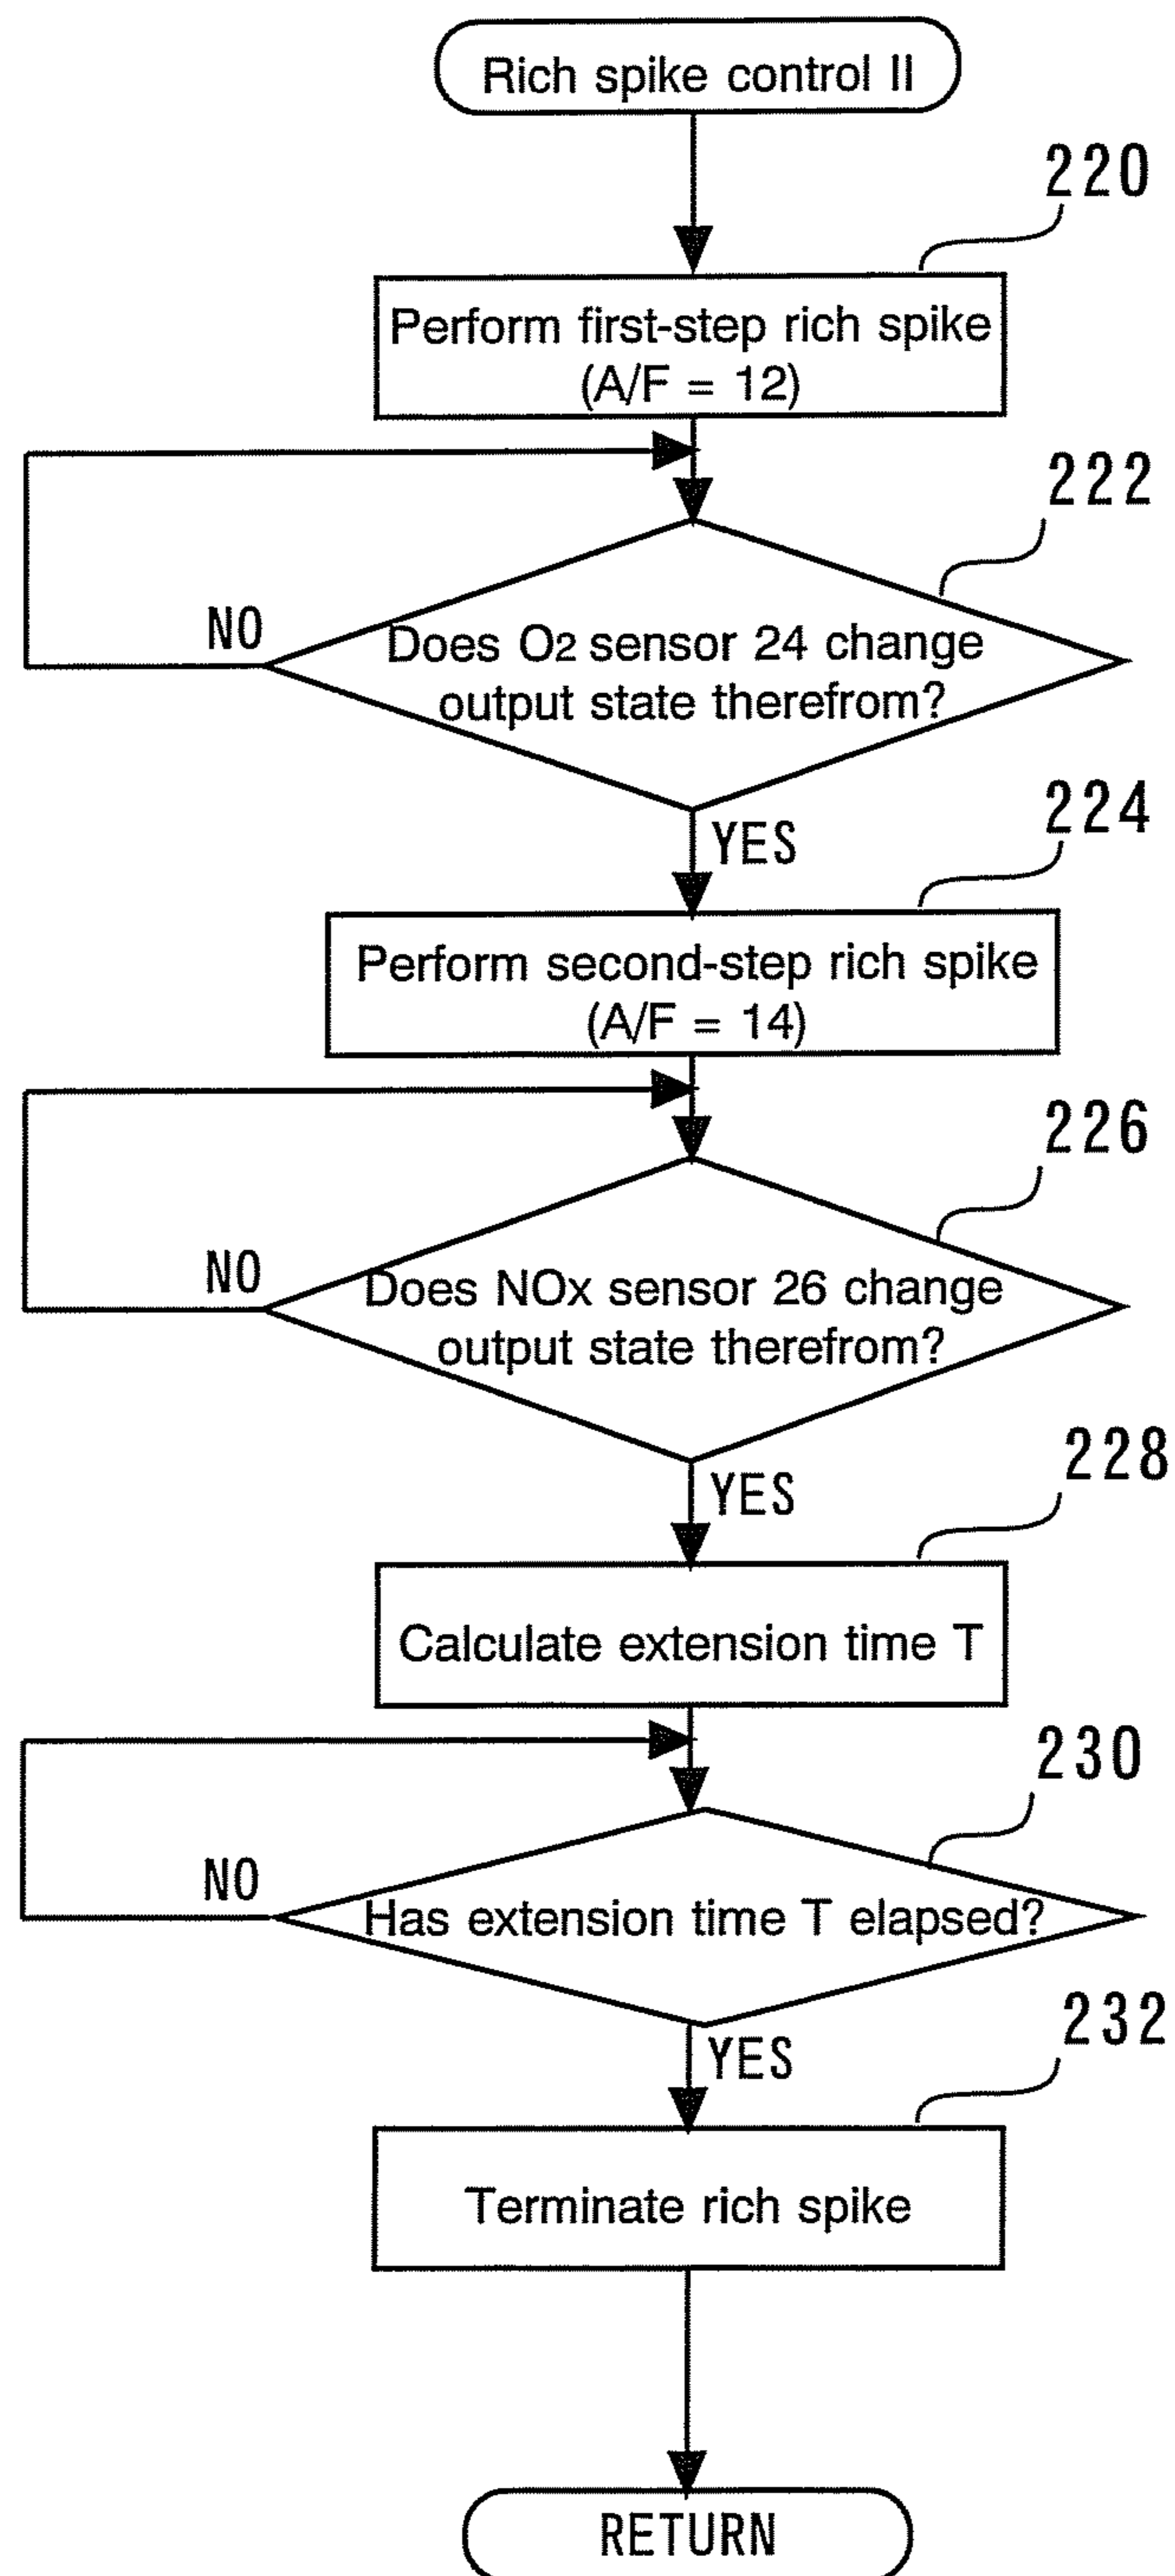 Rich spike control II
220
Perform first-step rich spike
(A/F = 12)
222
NO
Does O2 sensor 24 change
output state therefrom?
YES
224
Perform second-step rich spike
(A/F = 14)
226
NO
Does NOx sensor 26 change
output state therefrom?
YES
228
Calculate extension time T
230
NO
Has extension time T elapsed?
YES
232
Terminate rich spike
RETURN